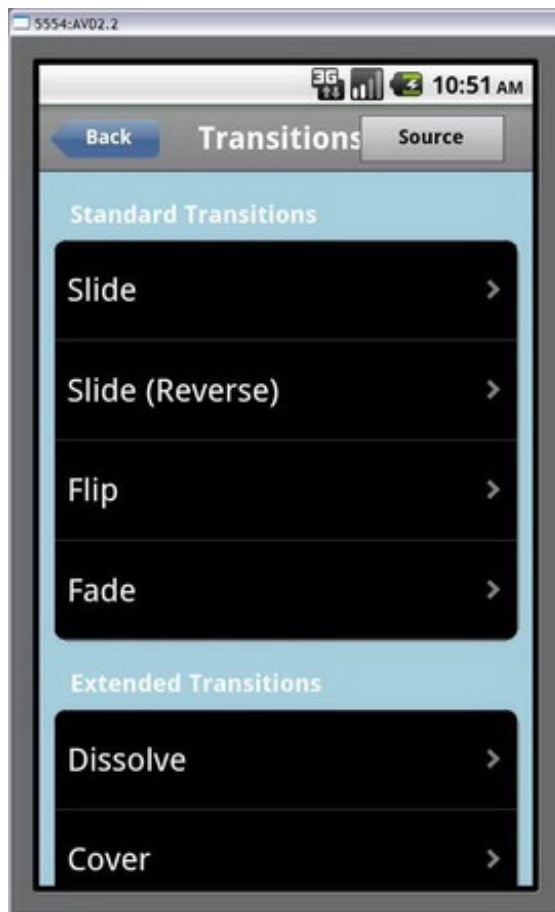 5554:AVD2.2
3G 10:51 AM
Back Transitions Source
Standard Transitions
Slide
Slide (Reverse)
Flip
Fade
Extended Transitions
Dissolve
Cover